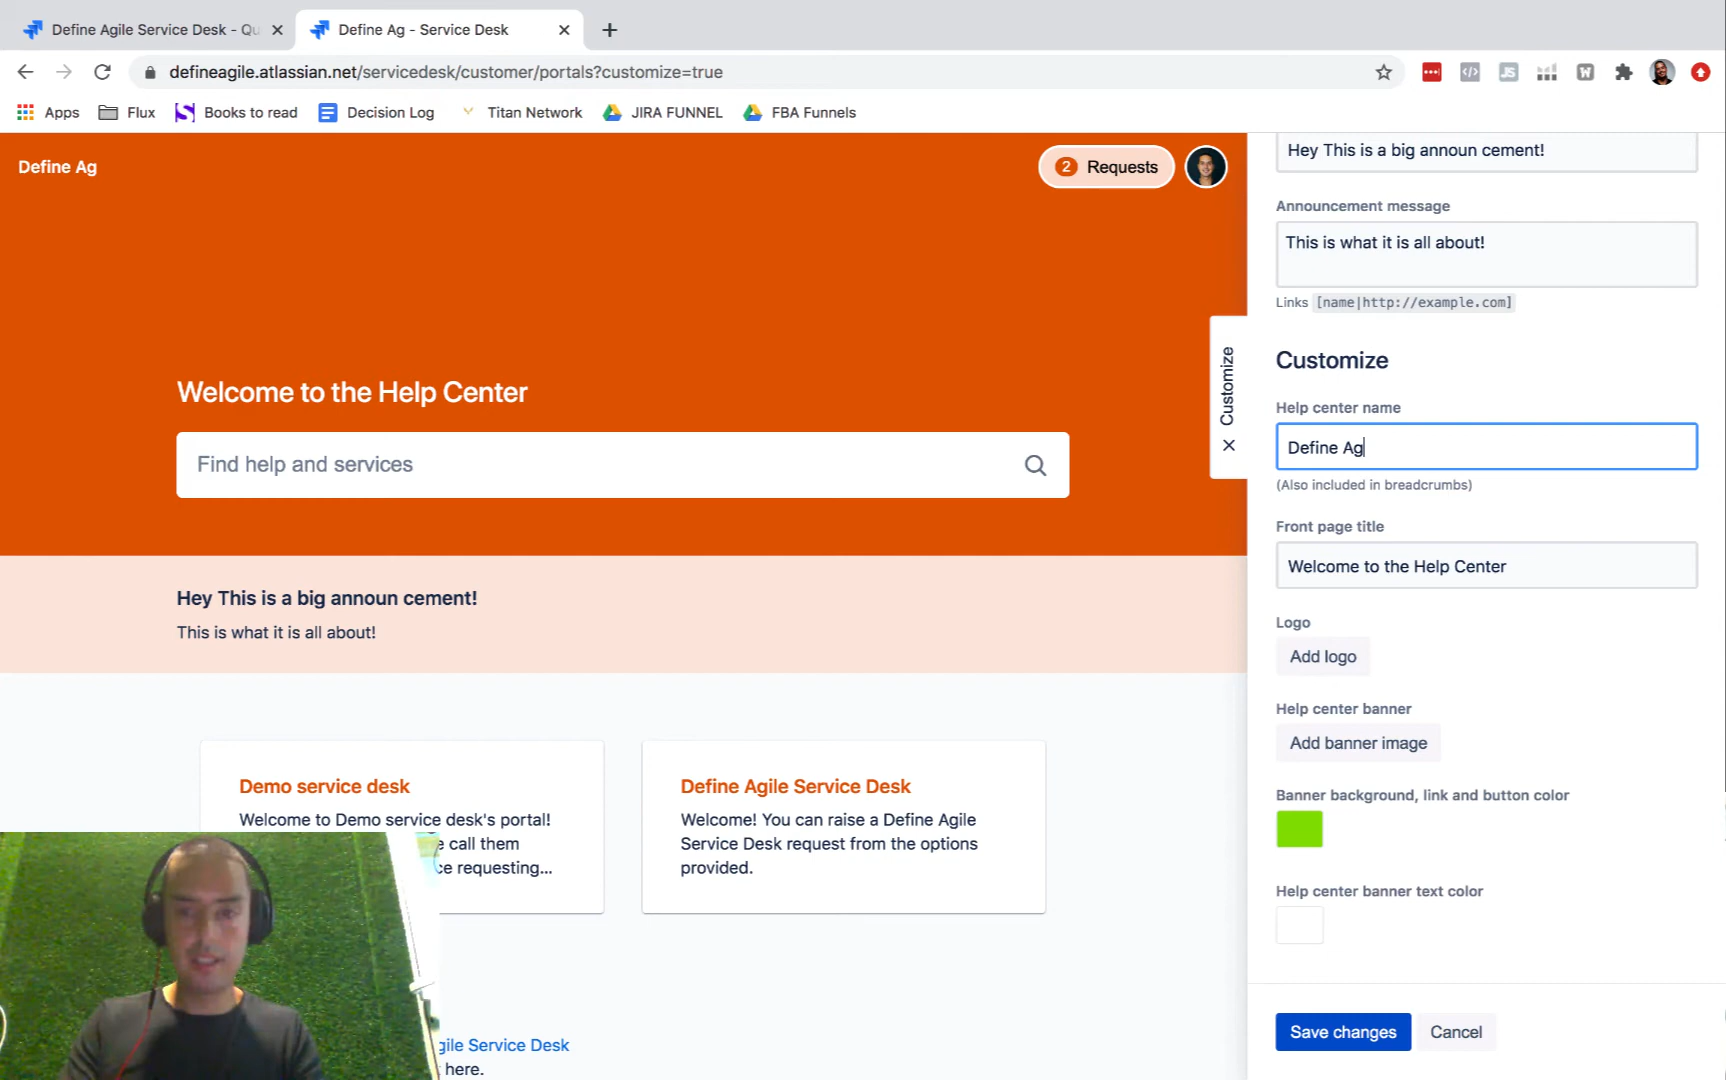 Define Agile Service Desk - Qu
Define Ag - Service Desk
defineagile.atlassian.net/servicedesk/customer/portals?customize=true
Apps
Flux
Books to read
Decision Log
Titan Network
JIRA FUNNEL
FBA Funnels
Define Ag
2 Requests
Welcome to the Help Center
Find help and services
Hey This is a big announ cement!
This is what it is all about!
Demo service desk
Welcome to Demo service desk's portal!
call them
ce requesting...
Define Agile Service Desk
Welcome! You can raise a Define Agile
Service Desk request from the options
provided.
gile Service Desk
here.
Customize
Hey This is a big announ cement!
Announcement message
This is what it is all about!
Links [name|http://example.com]
Customize
Help center name
Define Ag
(Also included in breadcrumbs)
Front page title
Welcome to the Help Center
Logo
Add logo
Help center banner
Add banner image
Banner background, link and button color
Help center banner text color
Save changes
Cancel